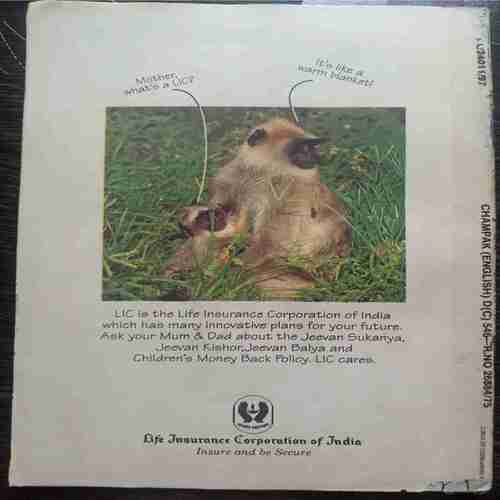 Mother,
what's a LIC?
It's like a
warm blanket!
LIC is the Life Insurance Corporation of India
which has many innovative plans for your future.
Ask your Mum & Dad about the Jeevan Sukanya,
Jeevan Kishor, Jeevan Balya and
Children's Money Back Policy. LIC cares.
Life Insurance Corporation of India
Insure and be Secure
CHAMPAK (ENGLISH) D(C) 546—R.NO 26884/75